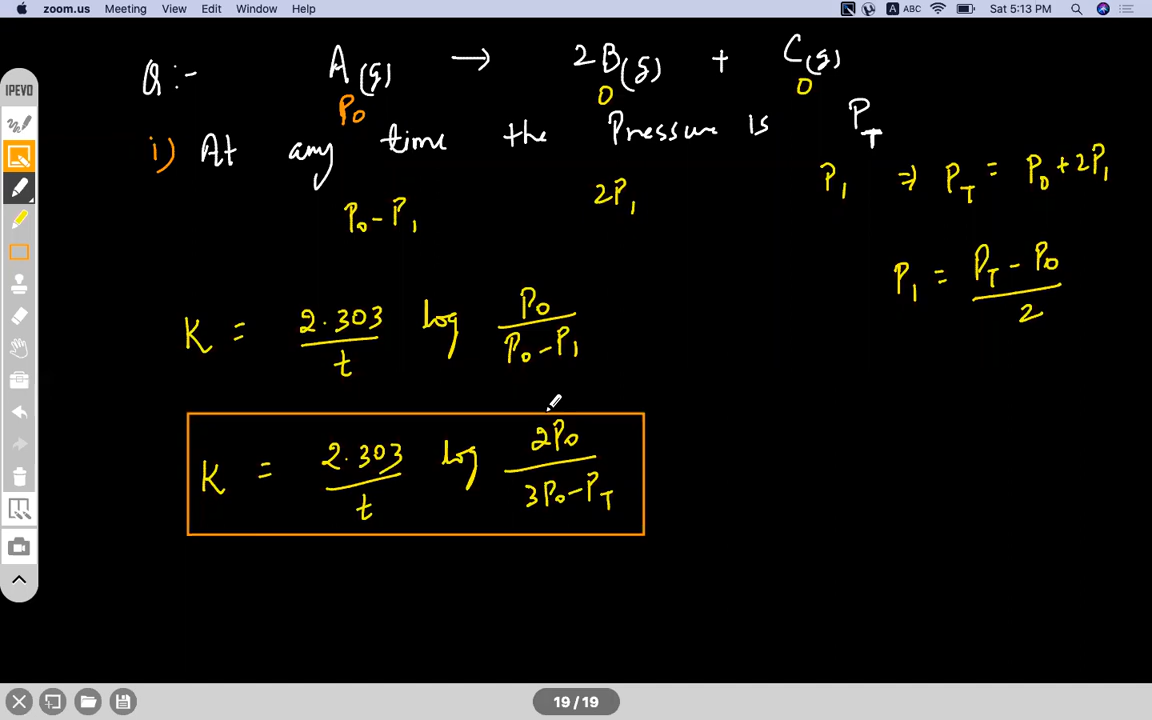 zoom.us Meeting View Edit Window Help A ABC Sat 5:13 PM
IPEVO
Q:- A(g) → 2B(g) + C(g)
P0 0 0
i) At any time the Pressure is PT
P0-P1 2P1 P1 ⇒ PT = P0+2P1
P1 = (PT - P0)/2
K = 2.303/t log P0/(P0-P1)
K = 2.303/t log 2P0/(3P0-PT)
19 / 19